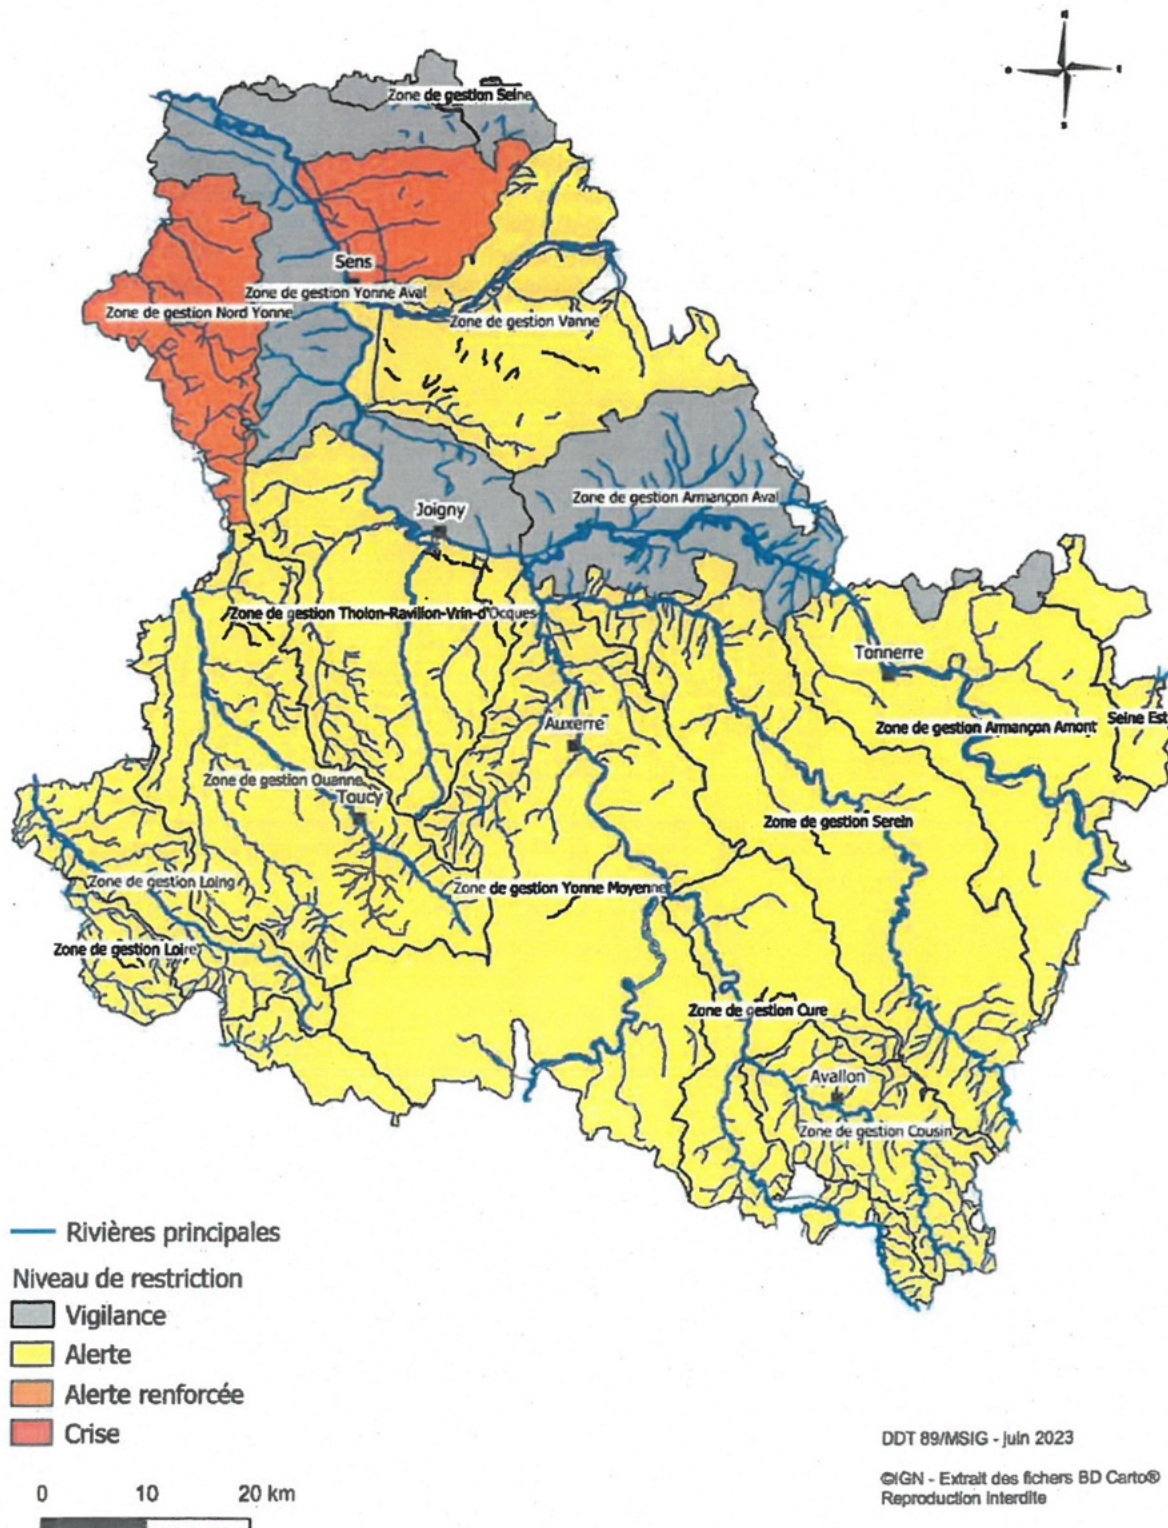 N
O
E
S
Zone de gestion Seine
Sens
Zone de gestion Yonne Aval
Zone de gestion Nord Yonne
Zone de gestion Vanne
Zone de gestion Armançon Aval
Joigny
Zone de gestion Tholon-Ravillon-Vrin-d'Ocques
Tonnerre
Seine Est
Auxerre
Zone de gestion Armançon Amont
Zone de gestion Ouanne
Toucy
Zone de gestion Serein
Zone de gestion Loing
Zone de gestion Yonne Moyenne
Zone de gestion Loire
Zone de gestion Cure
Avallon
Zone de gestion Cousin
Rivières principales
Niveau de restriction
Vigilance
Alerte
Alerte renforcée
Crise
DDT 89/MSIG - juin 2023
©IGN - Extrait des fichers BD Carto®
Reproduction interdite
0 10 20 km